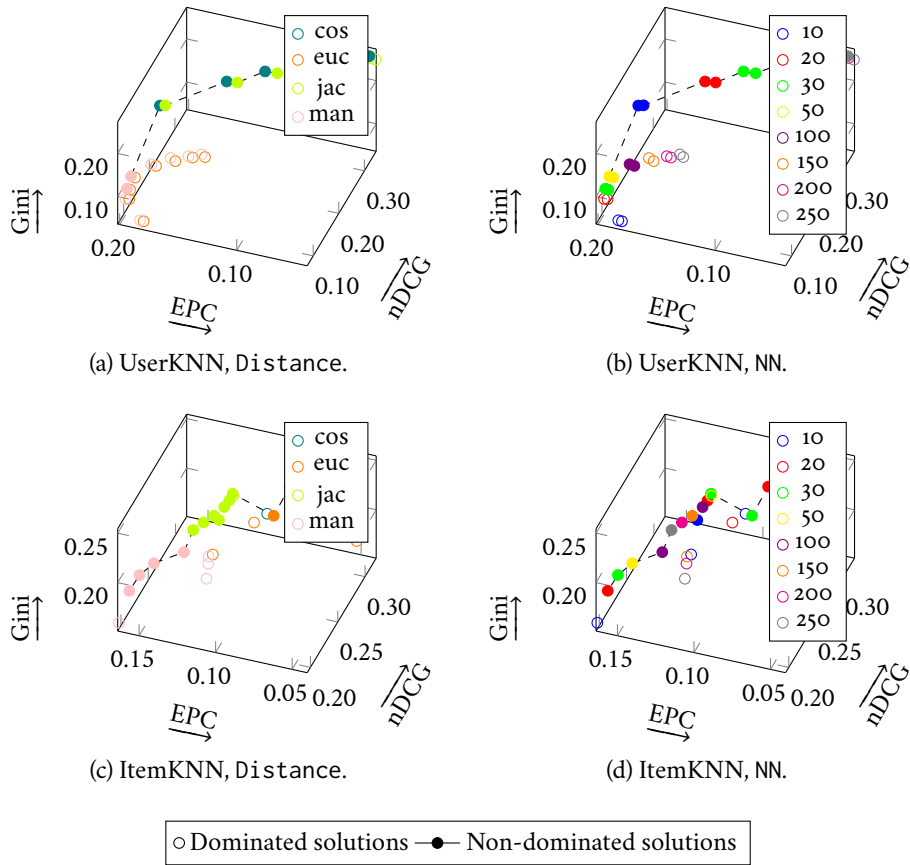 cos
euc
jac
man
0.20
0.10
Gini
0.20
0.10
0.10
0.20
0.30
EPC
nDCG
(a) UserKNN, Distance.
10
20
30
50
100
150
200
250
0.20
0.10
Gini
0.20
0.10
0.10
0.20
0.30
EPC
nDCG
(b) UserKNN, NN.
cos
euc
jac
man
0.25
0.20
Gini
0.15
0.10
0.05
0.20
0.25
0.30
EPC
nDCG
(c) ItemKNN, Distance.
10
20
30
50
100
150
200
250
0.25
0.20
Gini
0.15
0.10
0.05
0.20
0.25
0.30
EPC
nDCG
(d) ItemKNN, NN.
Dominated solutions Non-dominated solutions